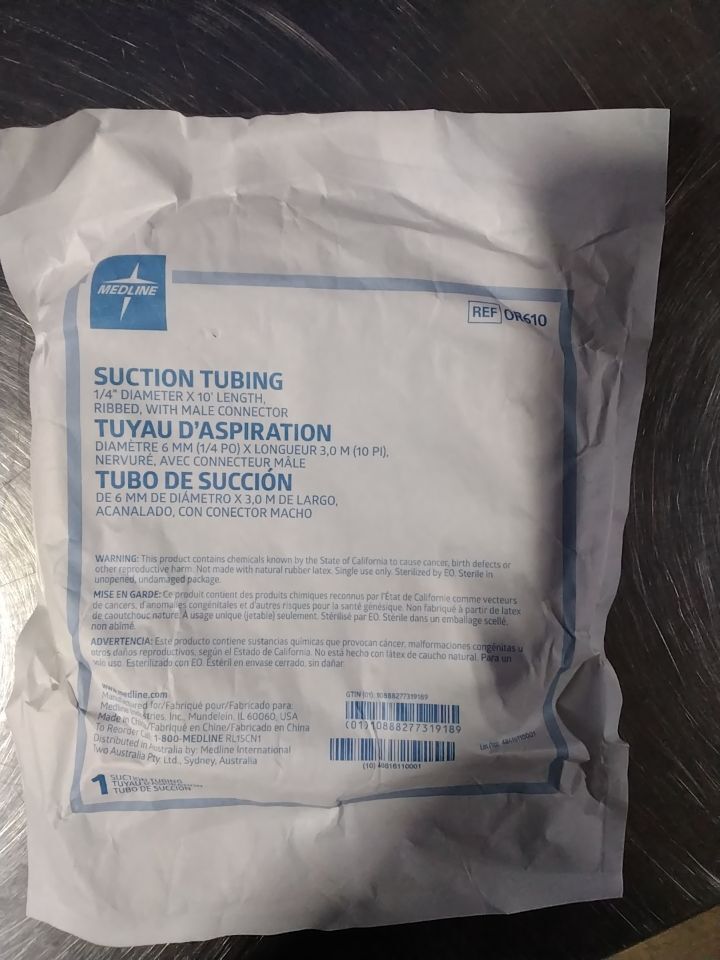 MEDLINE
REF OR610
SUCTION TUBING
1/4" DIAMETER X 10' LENGTH,
RIBBED, WITH MALE CONNECTOR
TUYAU D'ASPIRATION
DIAMÈTRE 6 MM (1/4 PO) X LONGUEUR 3,0 M (10 PI),
NERVURÉ, AVEC CONNECTEUR MÂLE
TUBO DE SUCCIÓN
DE 6 MM DE DIÁMETRO X 3,0 M DE LARGO,
ACANALADO, CON CONECTOR MACHO
WARNING: This product contains chemicals known by the State of California to cause cancer, birth defects or
other reproductive harm. Not made with natural rubber latex. Single use only. Sterilized by EO. Sterile in
unopened, undamaged package.
MISE EN GARDE: Ce produit contient des produits chimiques reconnus par l'État de Californie comme vecteurs
de cancers, d'anomalies congénitales et d'autres risques pour la santé génésique. Non fabriqué à partir de latex
de caoutchouc naturel. À usage unique (jetable) seulement. Stérilisé par EO. Stérile dans un emballage scellé,
non abîmé.
ADVERTENCIA: Este producto contiene sustancias químicas que provocan cáncer, malformaciones congénitas u
otros daños reproductivos, según el Estado de California. No está hecho con látex de caucho natural. Para un
solo uso. Esterilizado con EO. Estéril en envase cerrado, sin dañar.
www.medline.com
Manufactured for/Fabriqué pour/Fabricado para:
Medline Industries, Inc., Mundelein, IL 60060, USA
Made in China/Fabriqué en Chine/Fabricado en China
To Reorder Call 1-800-MEDLINE RL15CN1
Distributed in Australia by: Medline International
Two Australia Pty. Ltd., Sydney, Australia
GTIN (01): 10888277319189
(01)10888277319189
(10) 48616110001
48616110001
1 SUCTION TUBING
TUYAU D'ASPIRATION
TUBO DE SUCCIÓN